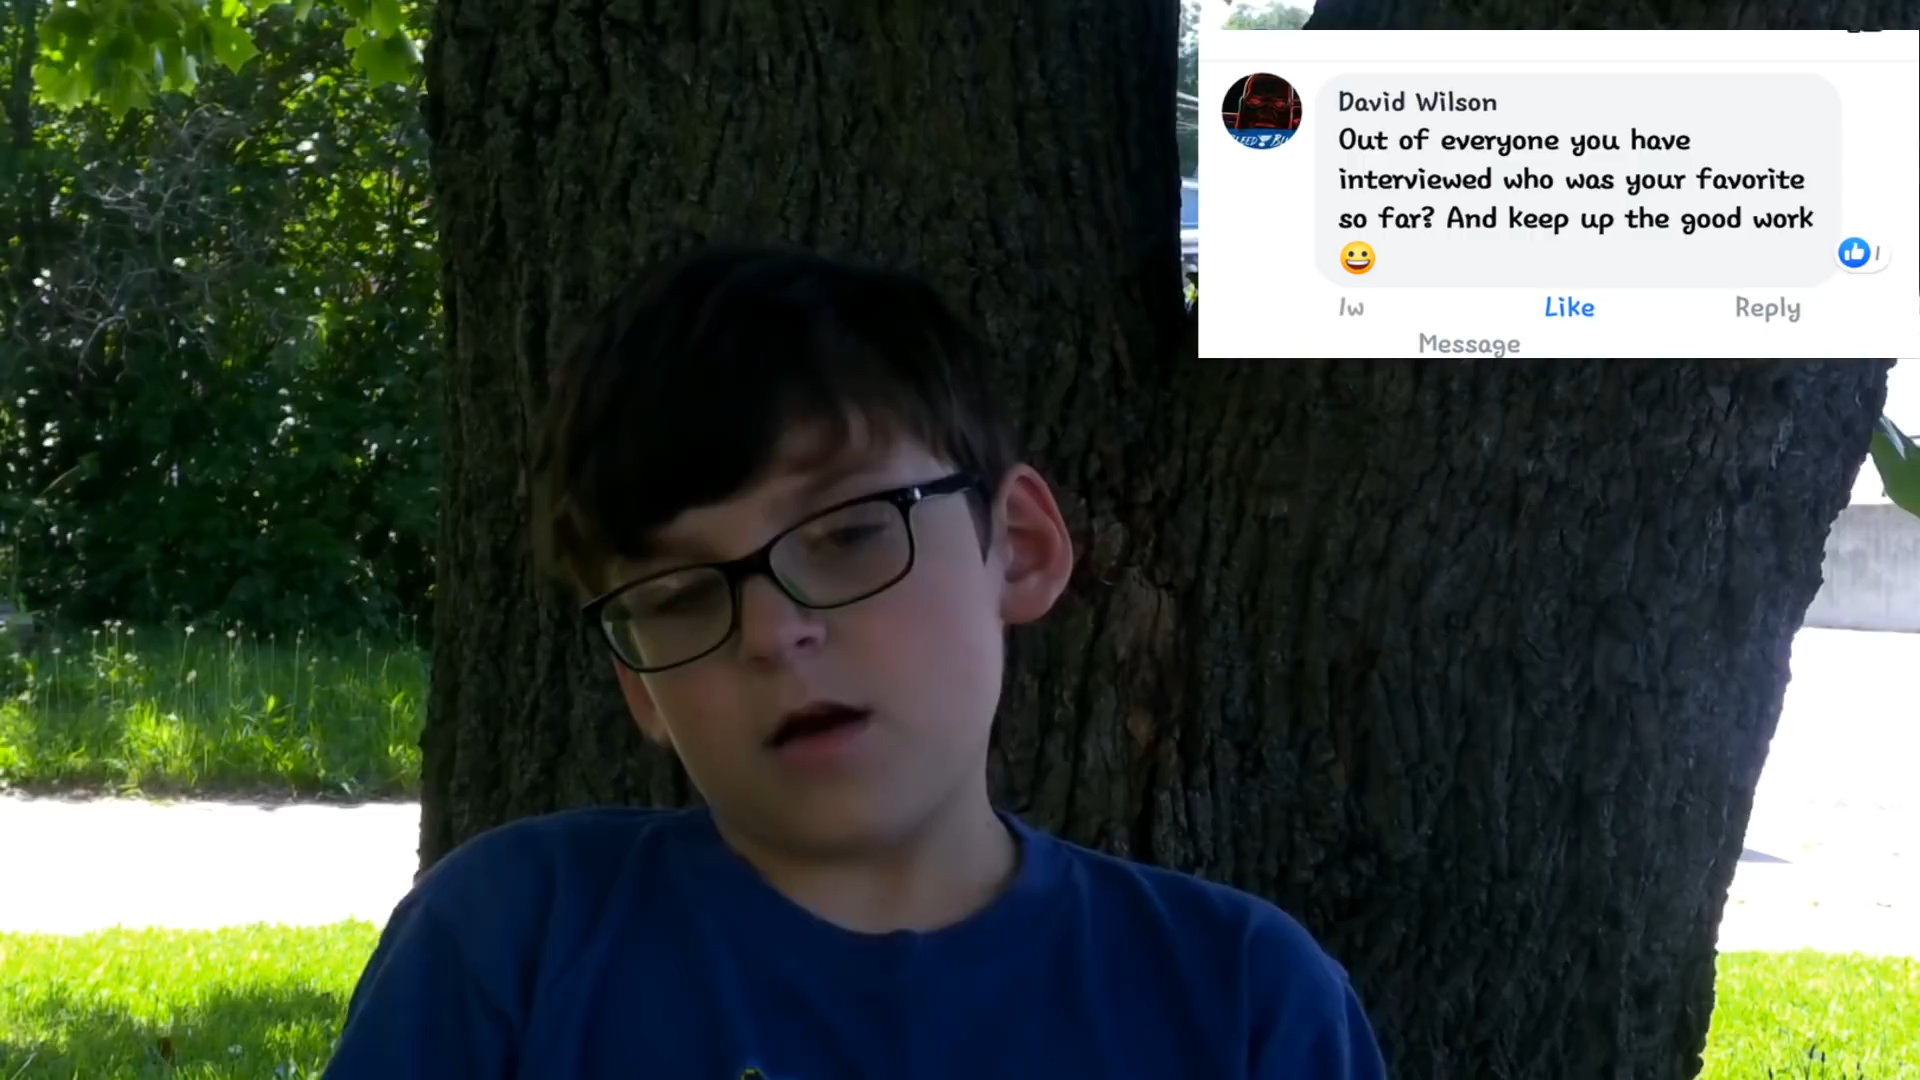 David Wilson
Out of everyone you have
interviewed who was your favorite
so far? And keep up the good work
😀
1
1w Like Reply
Message